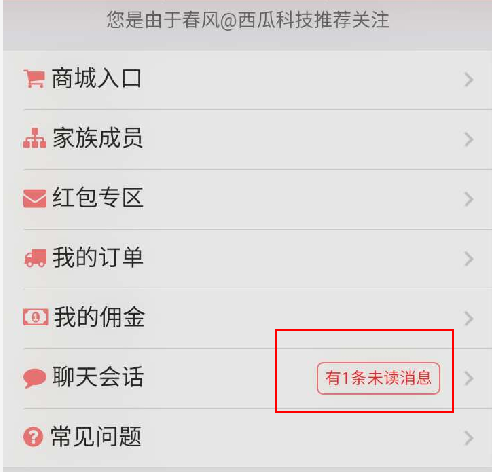 您是由于春风@西瓜科技推荐关注
商城入口
家族成员
红包专区
我的订单
我的佣金
聊天会话 有1条未读消息
常见问题